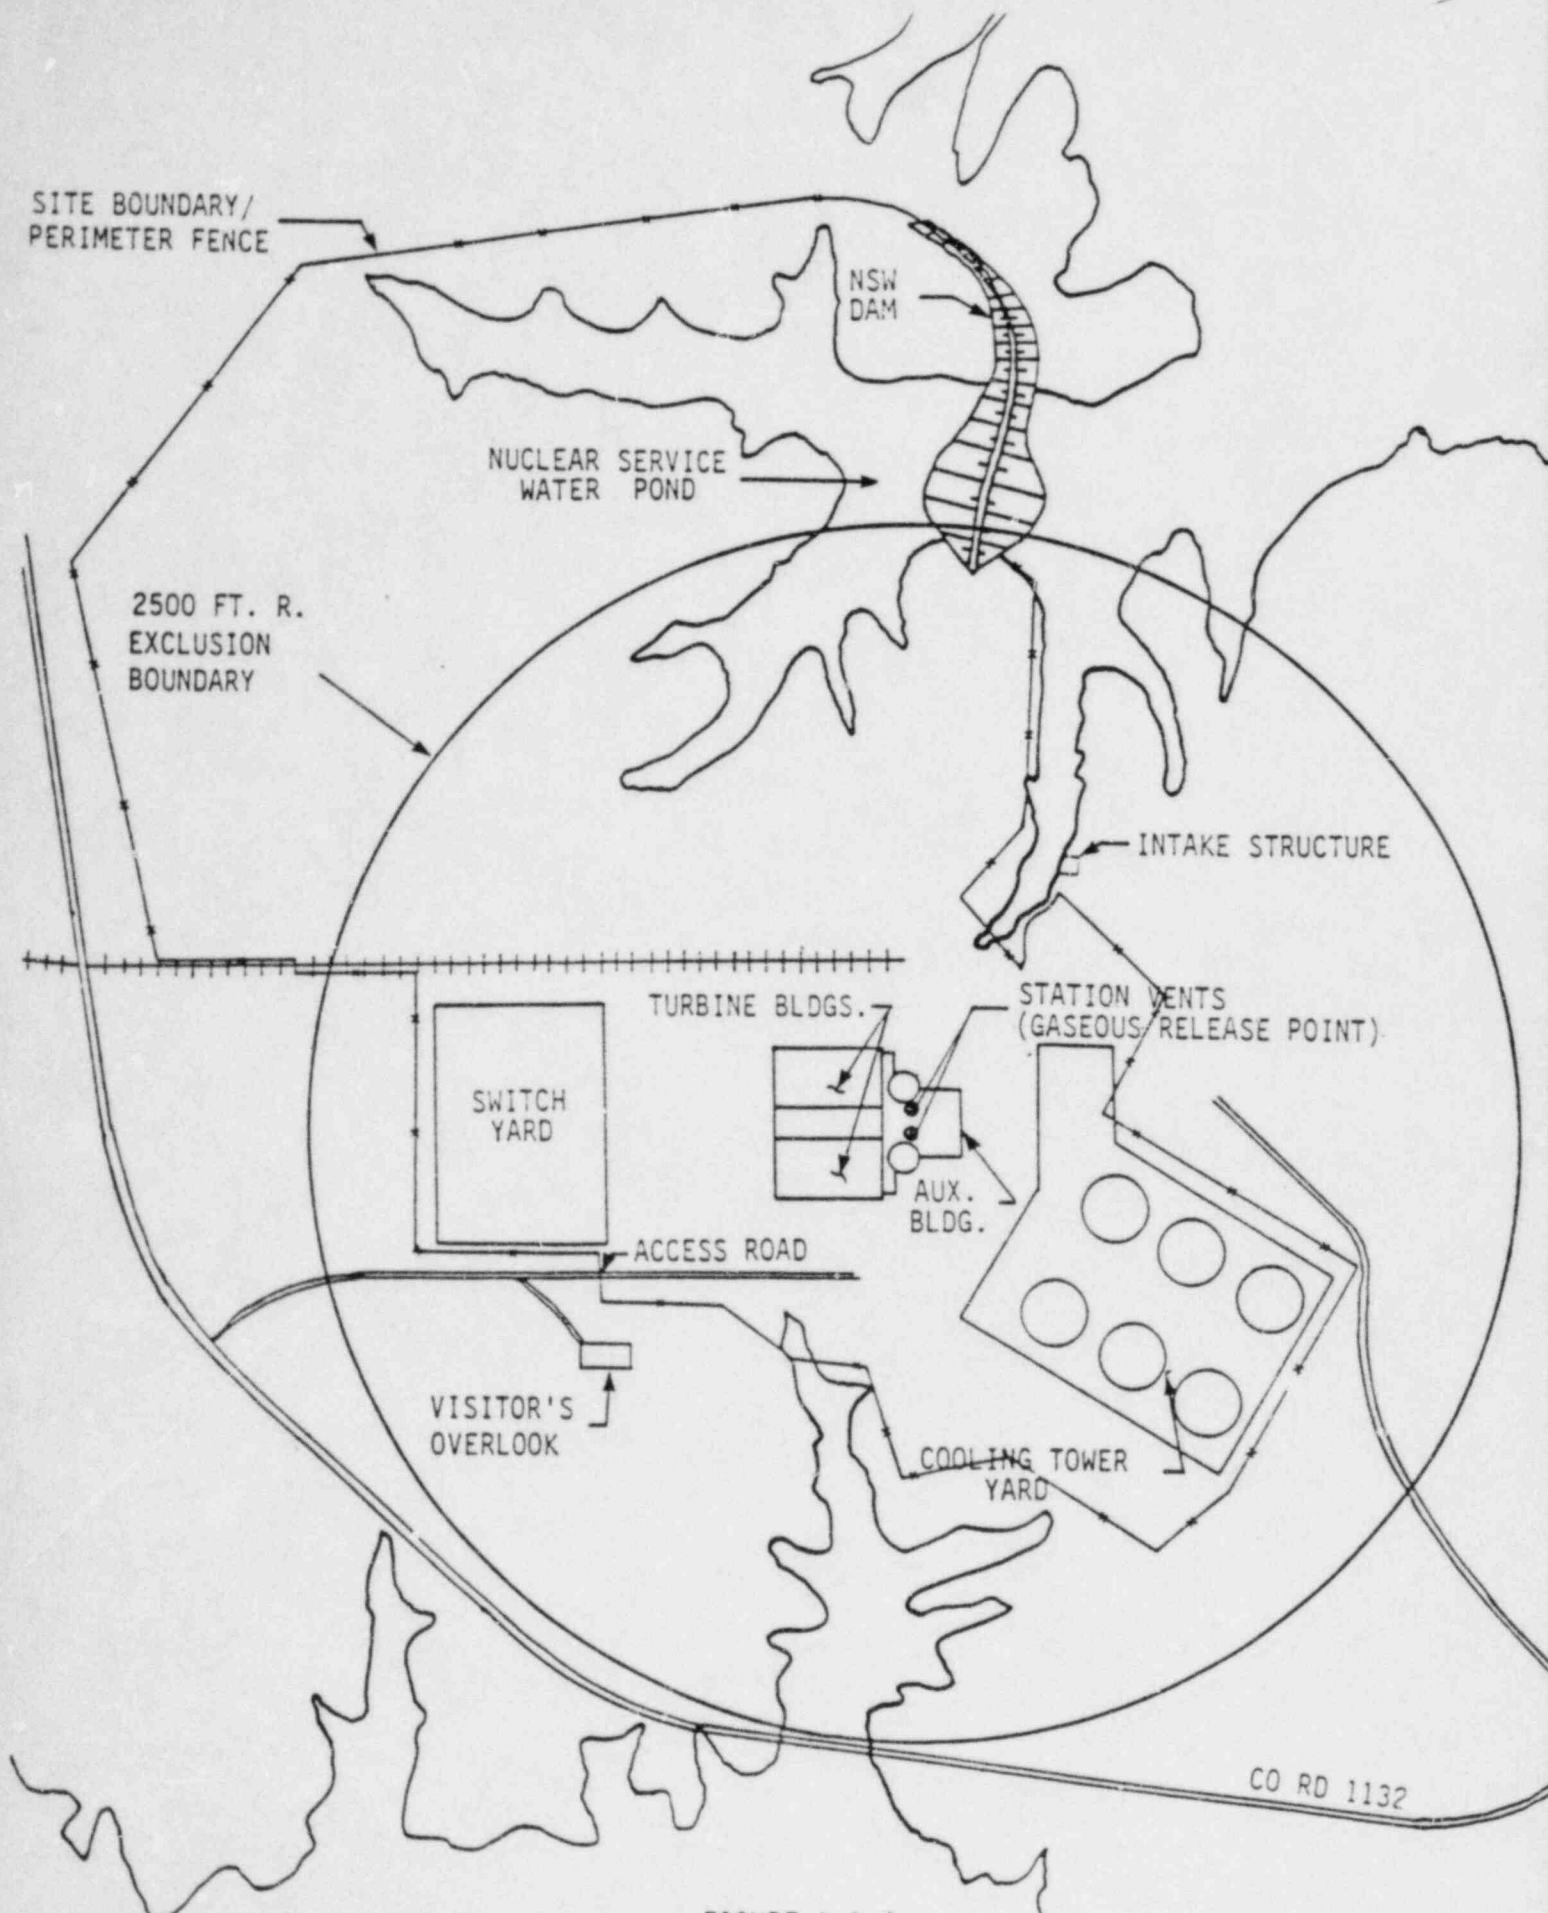 SITE BOUNDARY/
PERIMETER FENCE
NSW
DAM
NUCLEAR SERVICE
WATER POND
2500 FT. R.
EXCLUSION
BOUNDARY
INTAKE STRUCTURE
TURBINE BLDGS.
STATION VENTS
(GASEOUS RELEASE POINT)
SWITCH
YARD
AUX.
BLDG.
ACCESS ROAD
VISITOR'S
OVERLOOK
COOLING TOWER
YARD
CO RD 1132